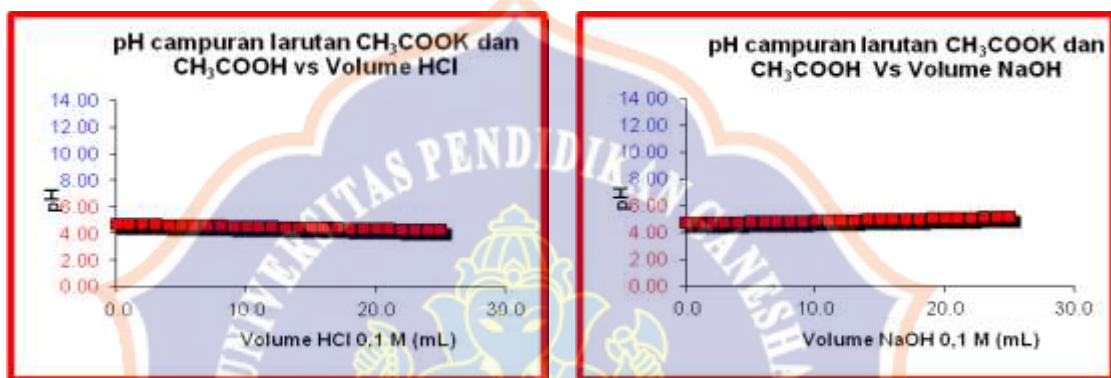 pH campuran larutan CH₃COOK dan
CH₃COOH vs Volume HCl
14.00
12.00
10.00
8.00
6.00
4.00
2.00
0.00
pH
0.0 10.0 20.0 30.0
Volume HCl 0,1 M (mL)
pH campuran larutan CH₃COOK dan
CH₃COOH Vs Volume NaOH
14.00
12.00
10.00
8.00
6.00
4.00
2.00
0.00
pH
0.0 10.0 20.0 30.0
Volume NaOH 0,1 M (mL)
UNIVERSITAS PENDIDIKAN GANESHA